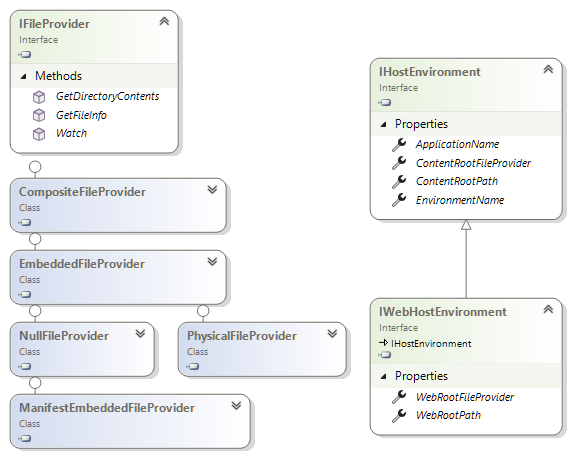 IFileProvider
Interface
Methods
GetDirectoryContents
GetFileInfo
Watch
CompositeFileProvider
Class
EmbeddedFileProvider
Class
NullFileProvider
Class
PhysicalFileProvider
Class
ManifestEmbeddedFileProvider
Class
IHostEnvironment
Interface
Properties
ApplicationName
ContentRootFileProvider
ContentRootPath
EnvironmentName
IWebHostEnvironment
Interface
IHostEnvironment
Properties
WebRootFileProvider
WebRootPath